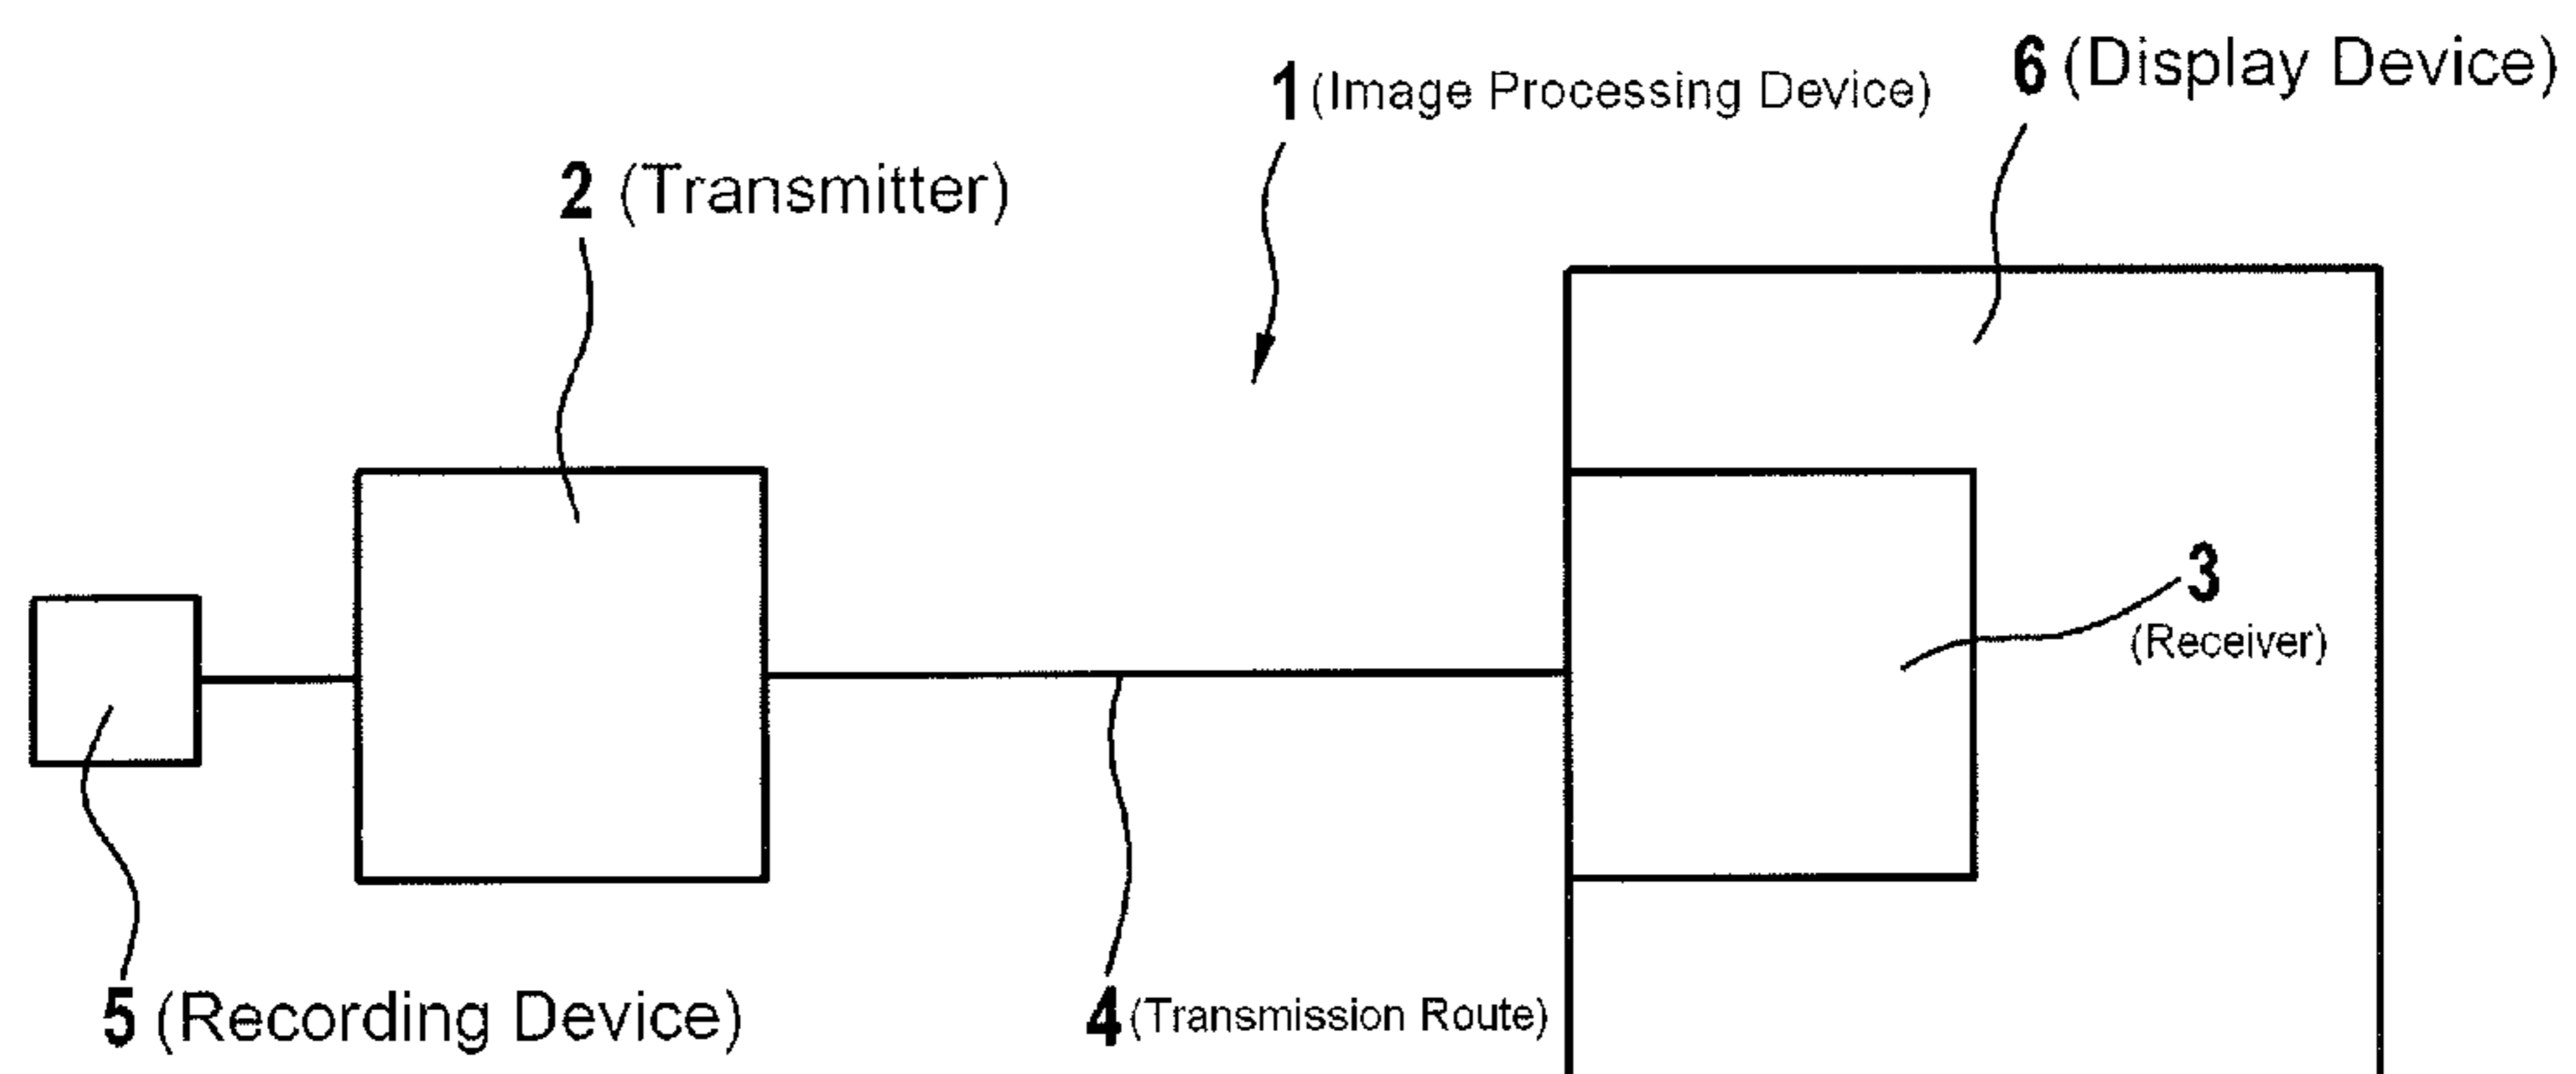 6 (Display Device)
1 (Image Processing Device)
2 (Transmitter)
3
(Receiver)
5 (Recording Device)
4 (Transmission Route)